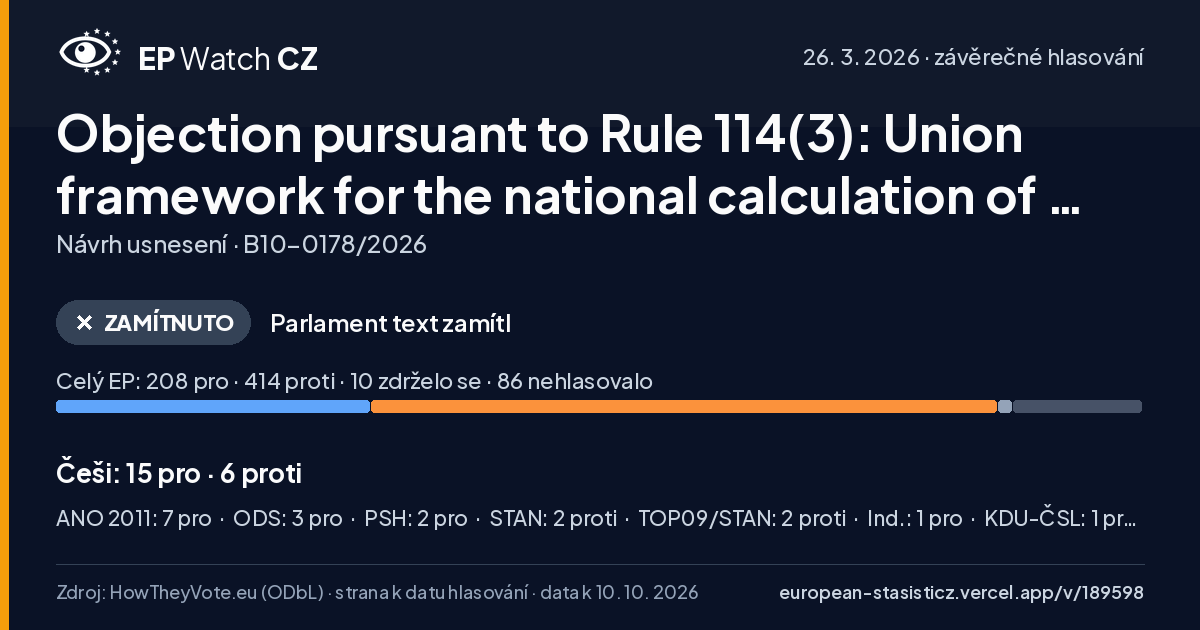 EP Watch CZ
26. 3. 2026 · závěrečné hlasování
Objection pursuant to Rule 114(3): Union
framework for the national calculation of …
Návrh usnesení · B10-0178/2026
✕ ZAMÍTNUTO
Parlament text zamítl
Celý EP: 208 pro · 414 proti · 10 zdrželo se · 86 nehlasovalo
Češi: 15 pro · 6 proti
ANO 2011: 7 pro · ODS: 3 pro · PSH: 2 pro · STAN: 2 proti · TOP09/STAN: 2 proti · Ind.: 1 pro · KDU-ČSL: 1 pr…
Zdroj: HowTheyVote.eu (ODbL) · strana k datu hlasování · data k 10. 10. 2026
european-stasisticz.vercel.app/v/189598